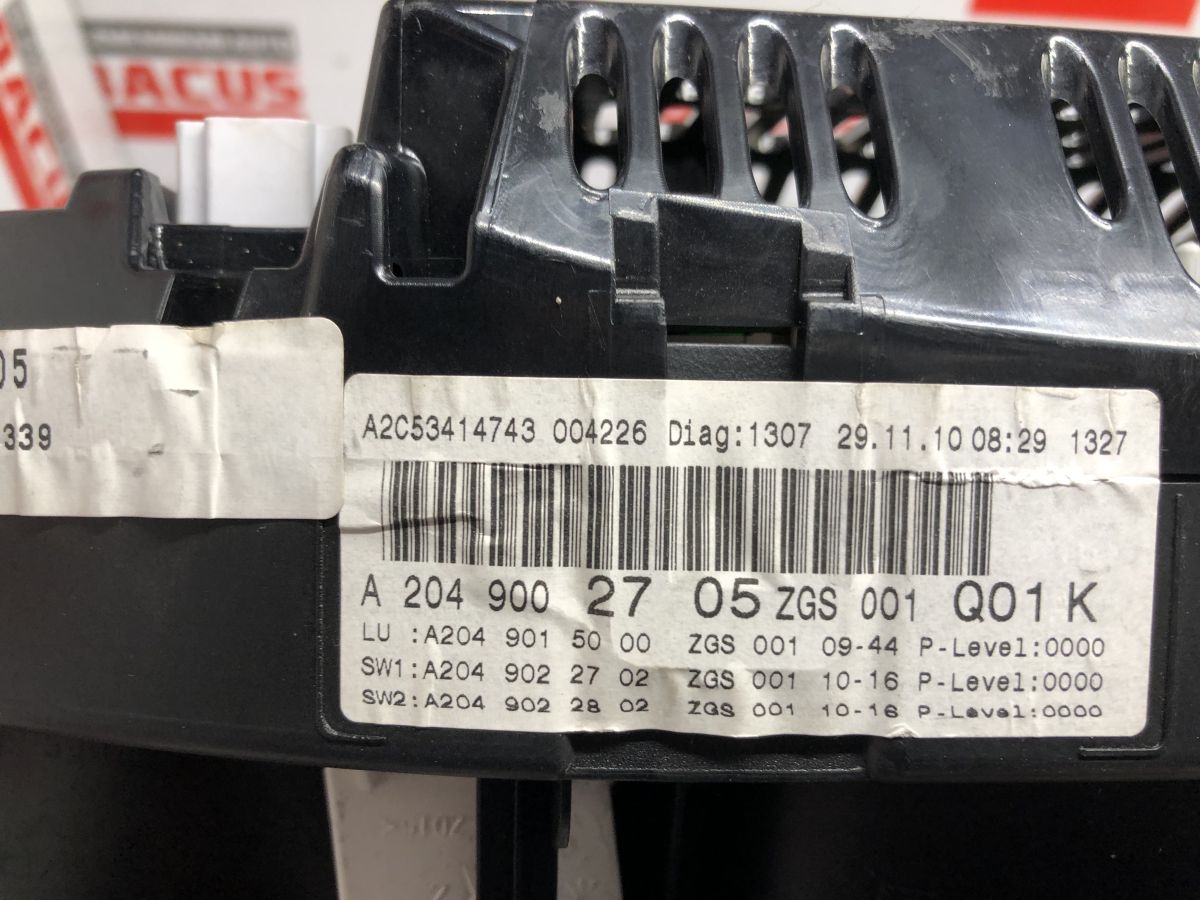 BACUS
05
339
A2C53414743 004226 Diag:1307 29.11.10 08:29 1327
A 204 900 27 05 ZGS 001 Q01 K
LU :A204 901 50 00 ZGS 001 09-44 P-Level:0000
SW1:A204 902 27 02 ZGS 001 10-16 P-Level:0000
SW2:A204 902 28 02 ZGS 001 10-16 P-Level:0000